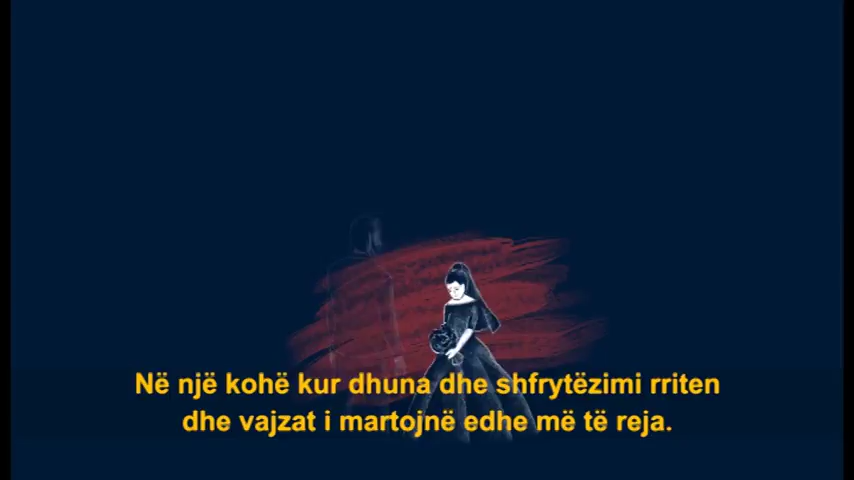 Në një kohë kur dhuna dhe shfrytëzimi rriten
dhe vajzat i martojnë edhe më të reja.